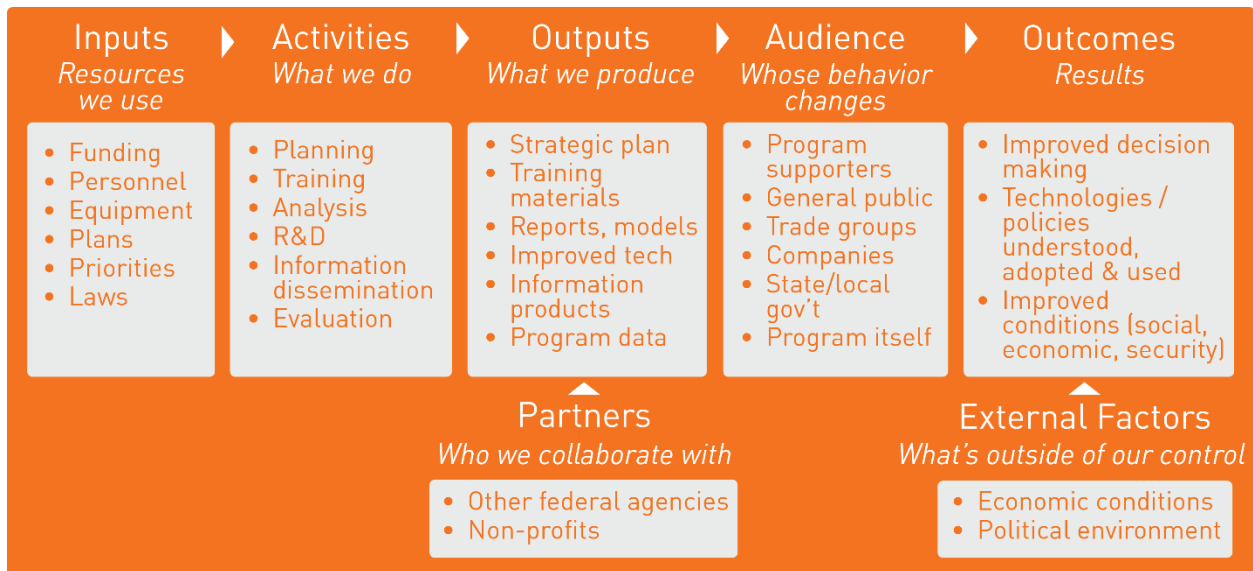 Inputs
Resources
we use
• Funding
• Personnel
• Equipment
• Plans
• Priorities
• Laws
Activities
What we do
• Planning
• Training
• Analysis
• R&D
• Information
dissemination
• Evaluation
Outputs
What we produce
• Strategic plan
• Training
materials
• Reports, models
• Improved tech
• Information
products
• Program data
Audience
Whose behavior
changes
• Program
supporters
• General public
• Trade groups
• Companies
• State/local
gov't
• Program itself
Outcomes
Results
• Improved decision
making
• Technologies /
policies
understood,
adopted & used
• Improved
conditions (social,
economic, security)
Partners
Who we collaborate with
• Other federal agencies
• Non-profits
External Factors
What's outside of our control
• Economic conditions
• Political environment